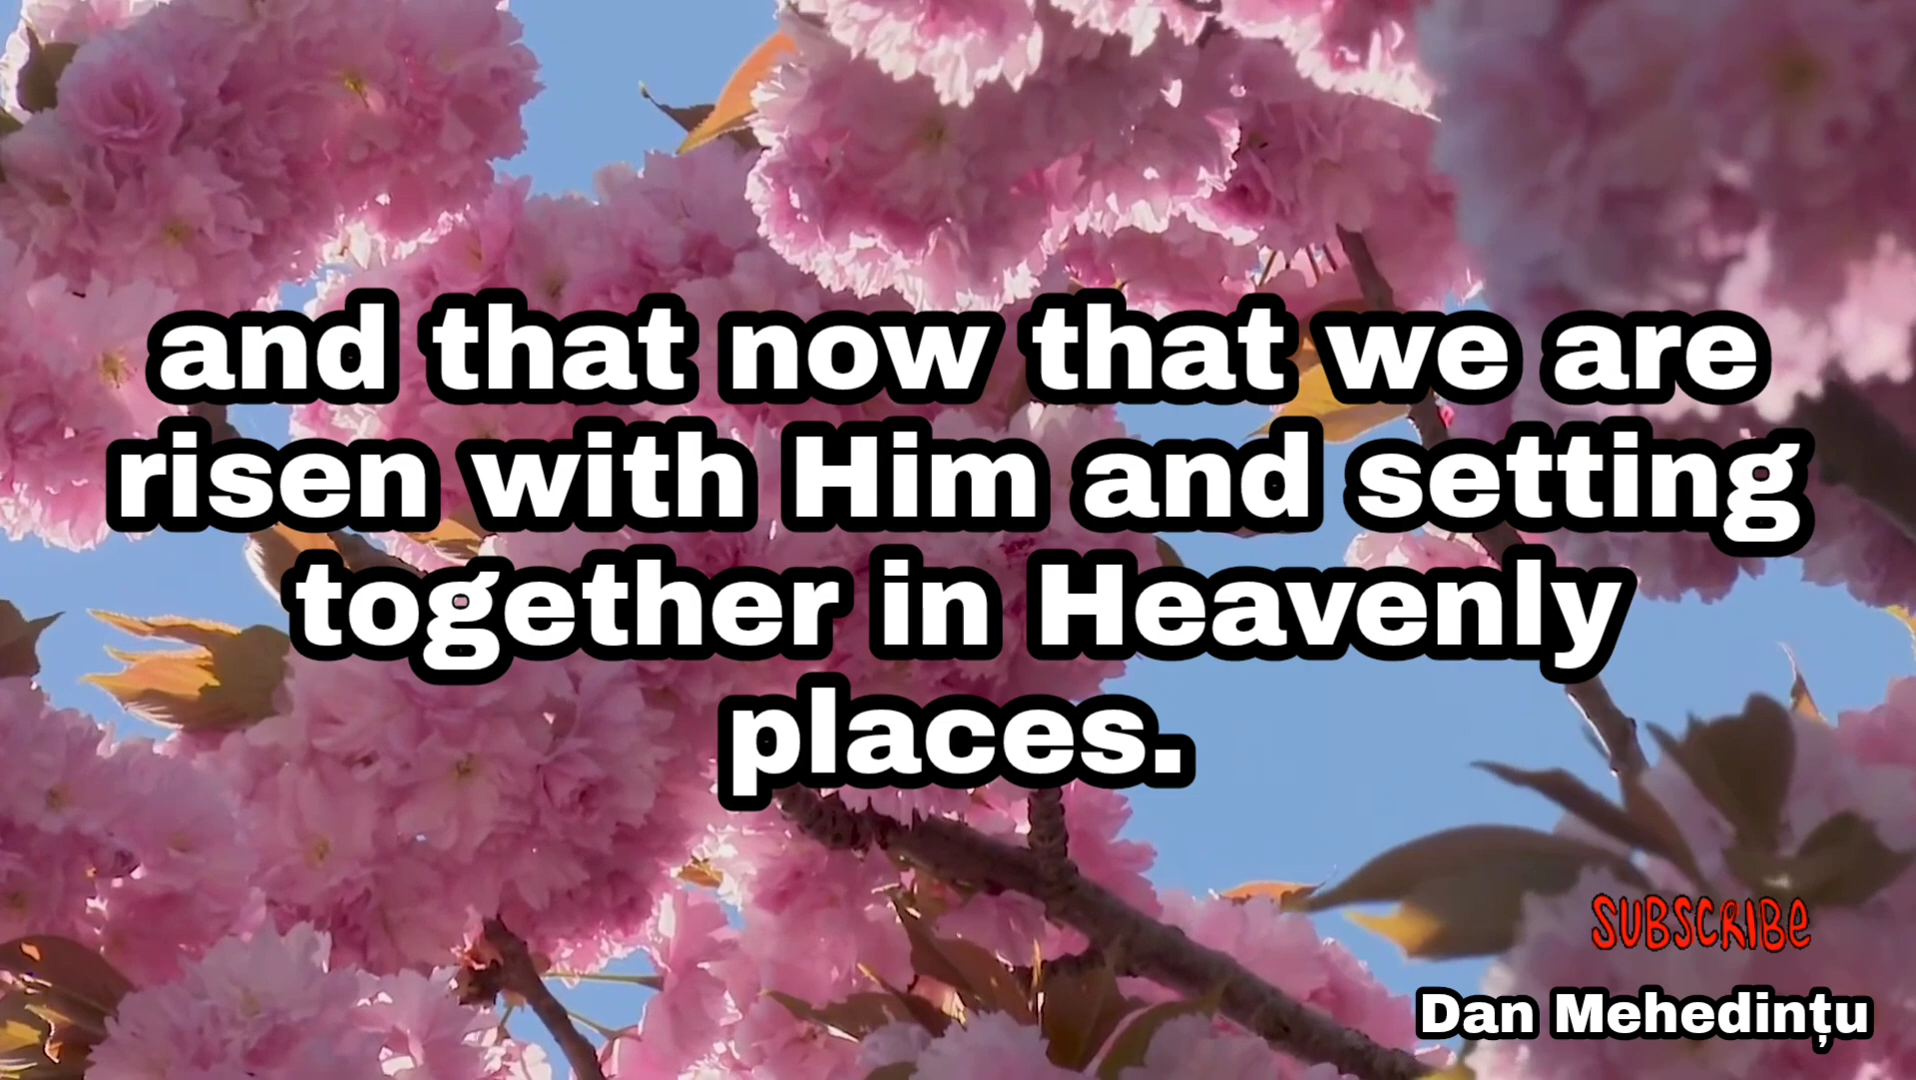 and that now that we are
risen with Him and setting
together in Heavenly
places.
SUBSCRIBE
Dan Mehedințu